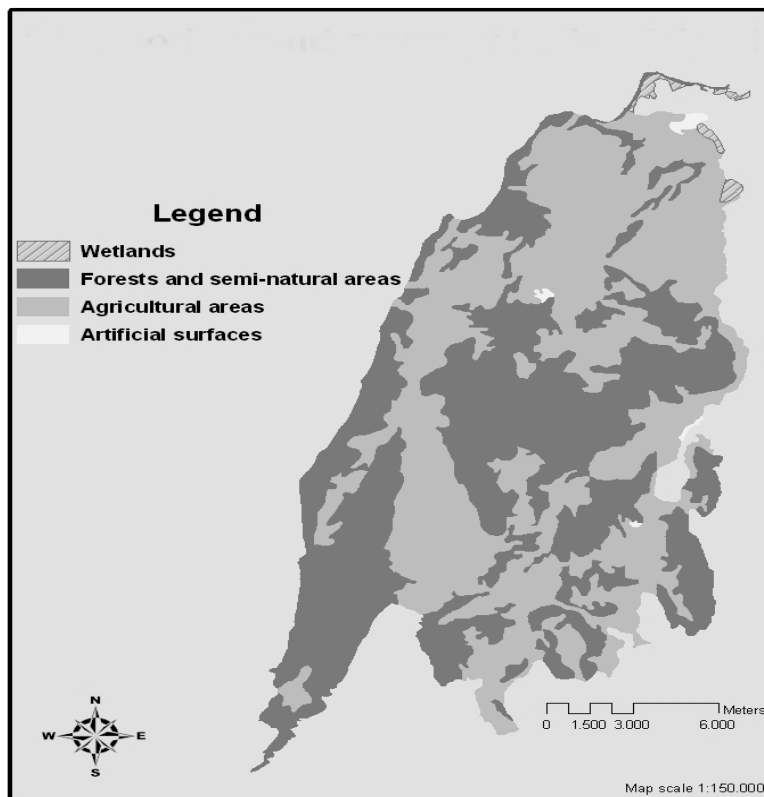 Legend
Wetlands
Forests and semi-natural areas
Agricultural areas
Artificial surfaces
N
W E
S
Meters
0 1.500 3.000 6.000
Map scale 1:150.000